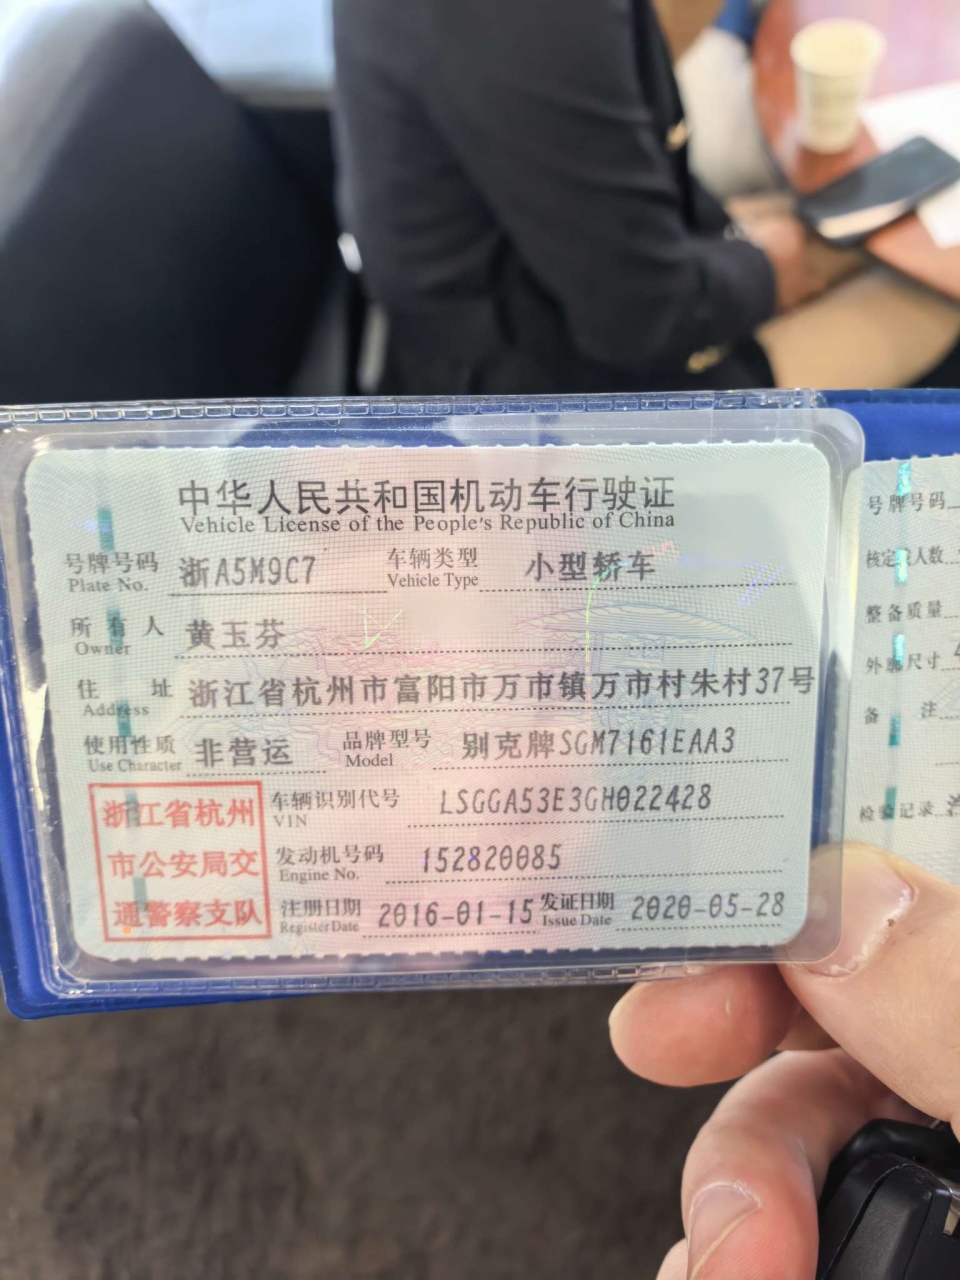 中华人民共和国机动车行驶证
Vehicle License of the People's Republic of China
号牌号码 浙A5M9C7 车辆类型 小型轿车
Plate No. Vehicle Type
所有人 黄玉芬
Owner
住址 浙江省杭州市富阳市万市镇万市村朱村37号
Address
使用性质 非营运 品牌型号 别克牌SGM7161EAA3
Use Character Model
浙江省杭州
市公安局交
通警察支队
车辆识别代号 LSGGA53E3GH022428
VIN
发动机号码 152820085
Engine No.
注册日期 2016-01-15 发证日期 2020-05-28
Register Date Issue Date
号牌号码
核定 人数
整备质量
外廓尺寸
备注
检验记录